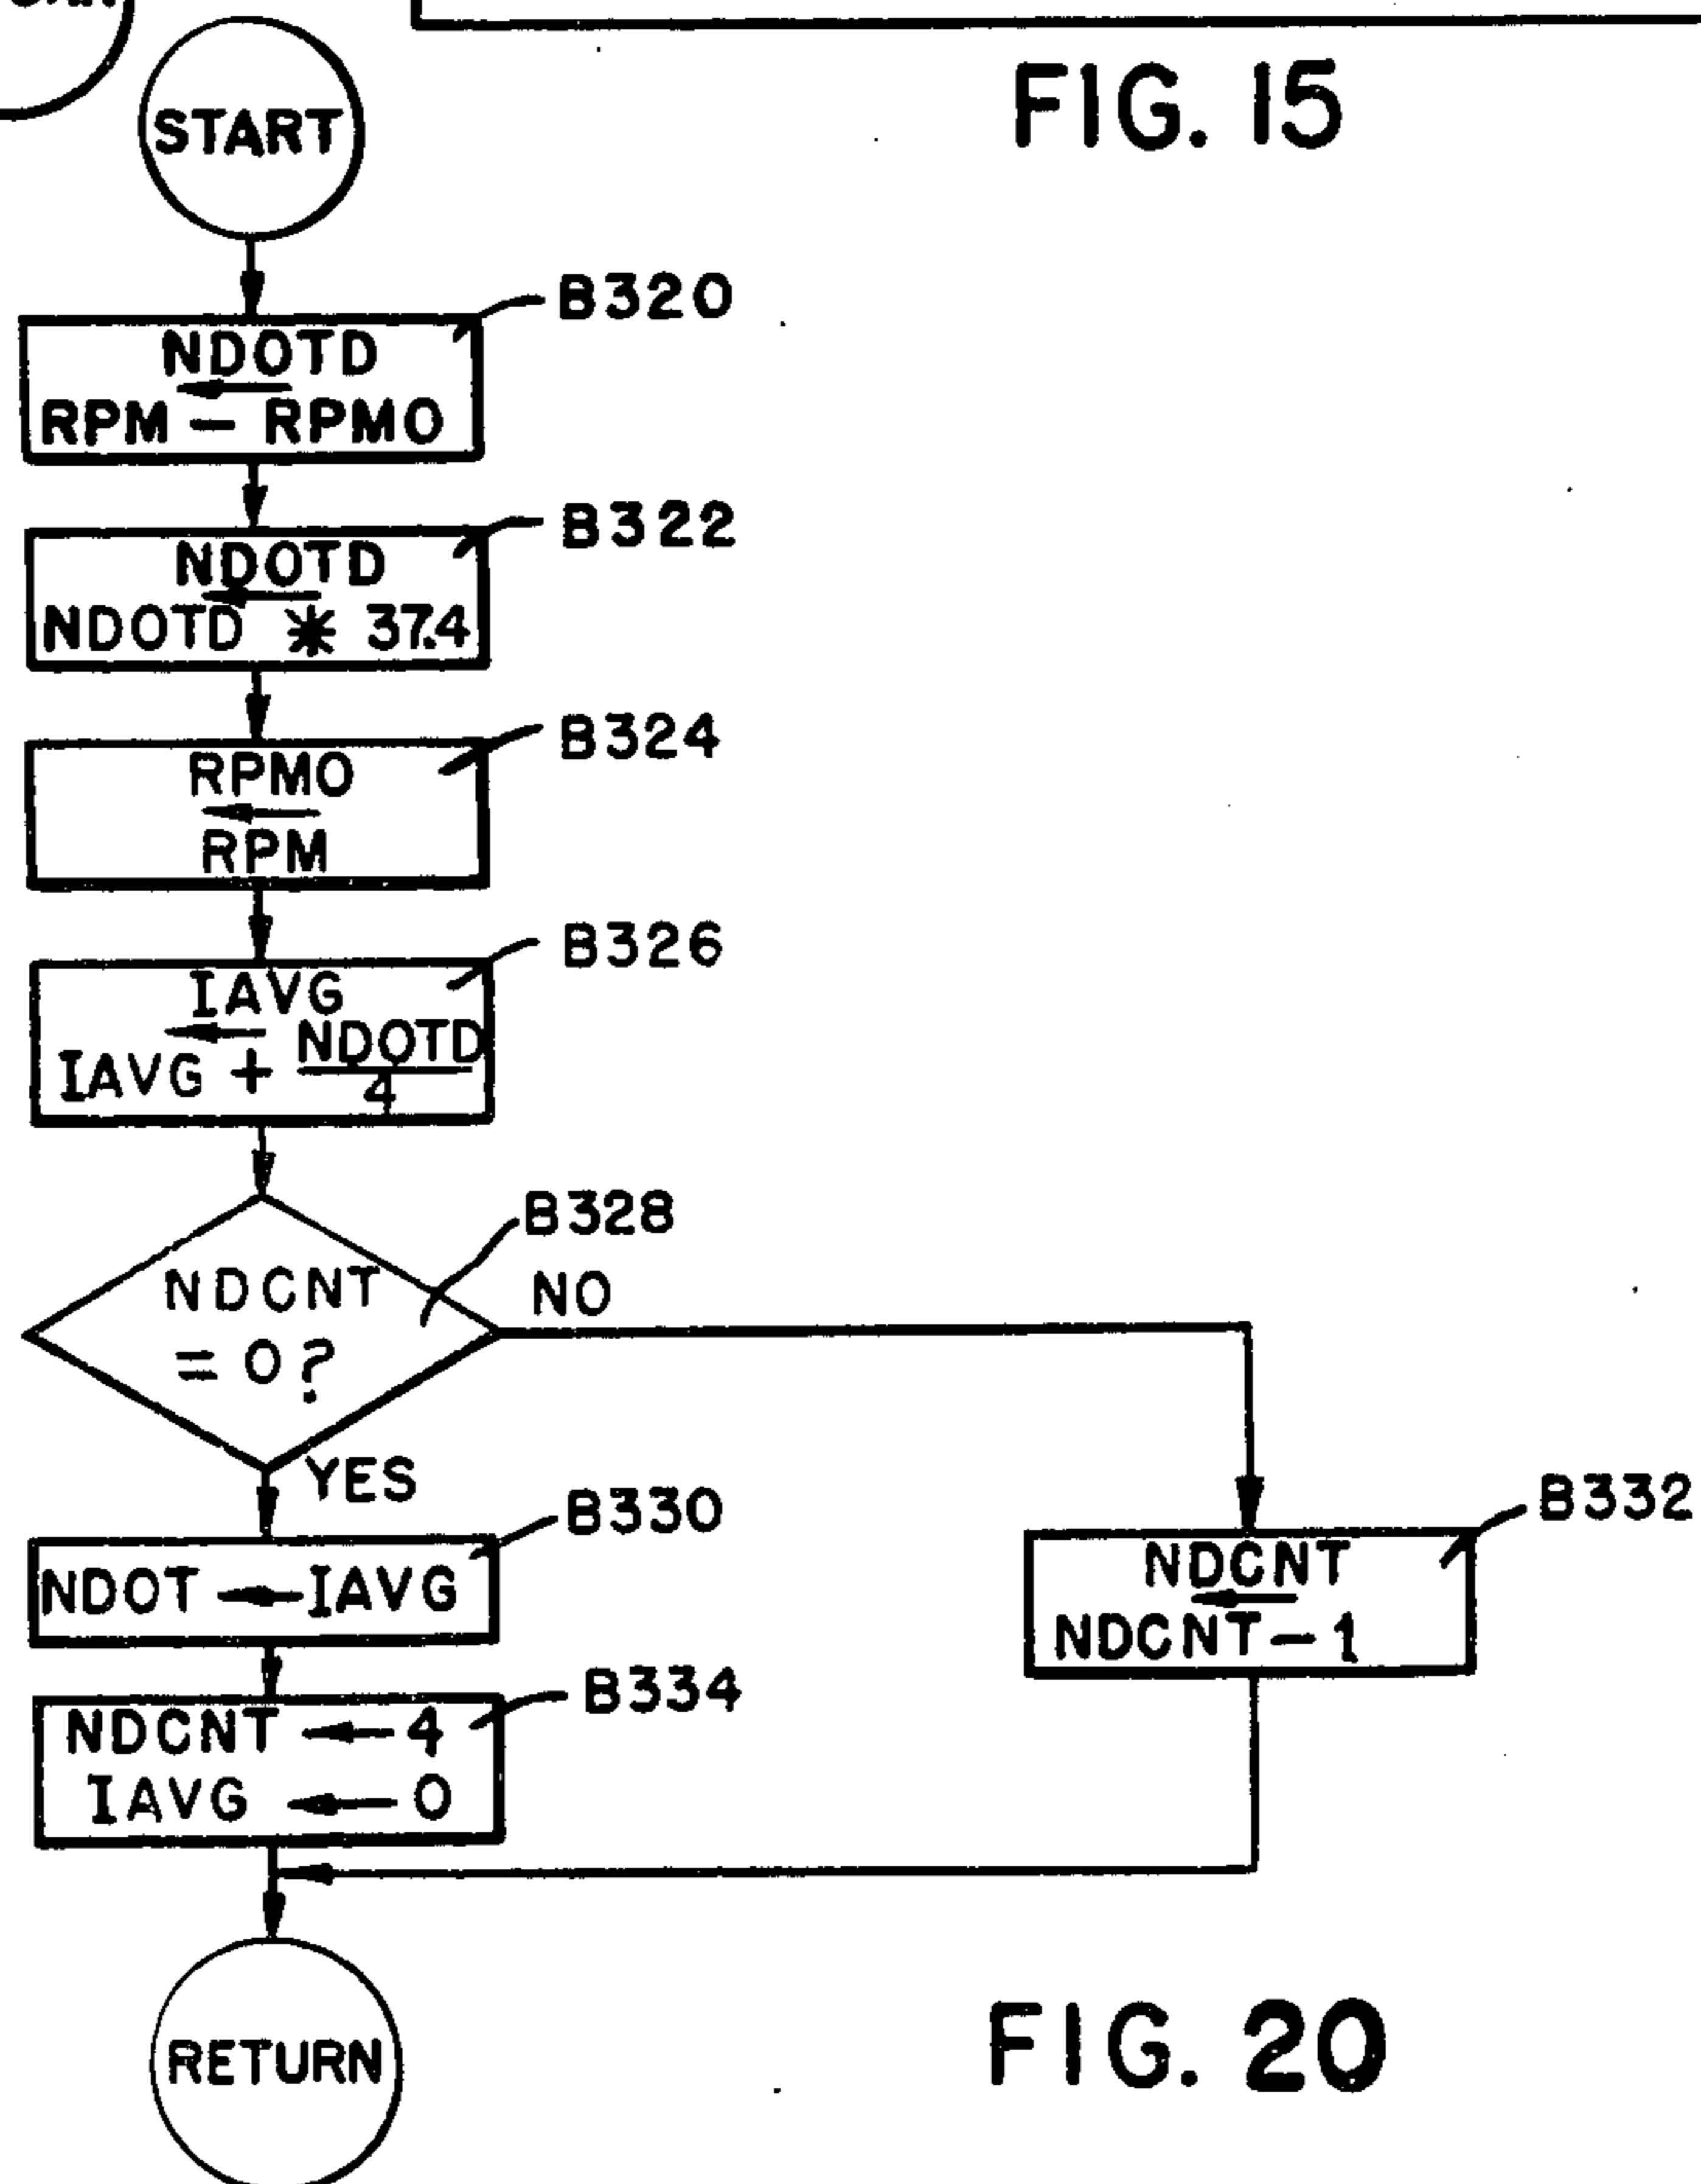 FIG. 15
START
B320
NDOTD
←
RPM — RPMO
B322
NDOTD
←
NDOTD * 37.4
B324
RPMO
←
RPM
B326
IAVG
←
IAVG + NDOTD
4
B328
NDCNT
= 0?
NO
YES
B330
NDOT ← IAVG
B332
NDCNT
←
NDCNT — 1
B334
NDCNT ← 4
IAVG ← 0
RETURN
FIG. 20